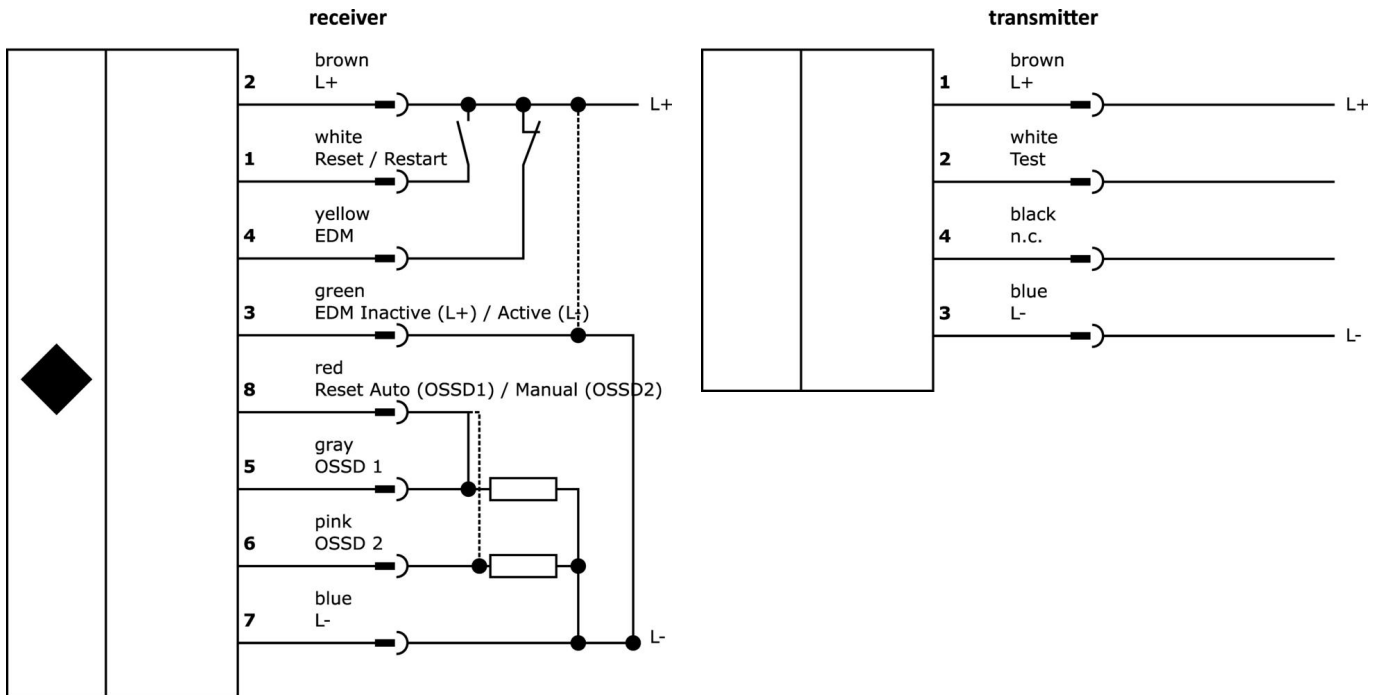 receiver
2
brown
L+
L+
1
white
Reset / Restart
4
yellow
EDM
3
green
EDM Inactive (L+) / Active (L-)
8
red
Reset Auto (OSSD1) / Manual (OSSD2)
5
gray
OSSD 1
6
pink
OSSD 2
7
blue
L-
L-
transmitter
1
brown
L+
L+
2
white
Test
4
black
n.c.
3
blue
L-
L-